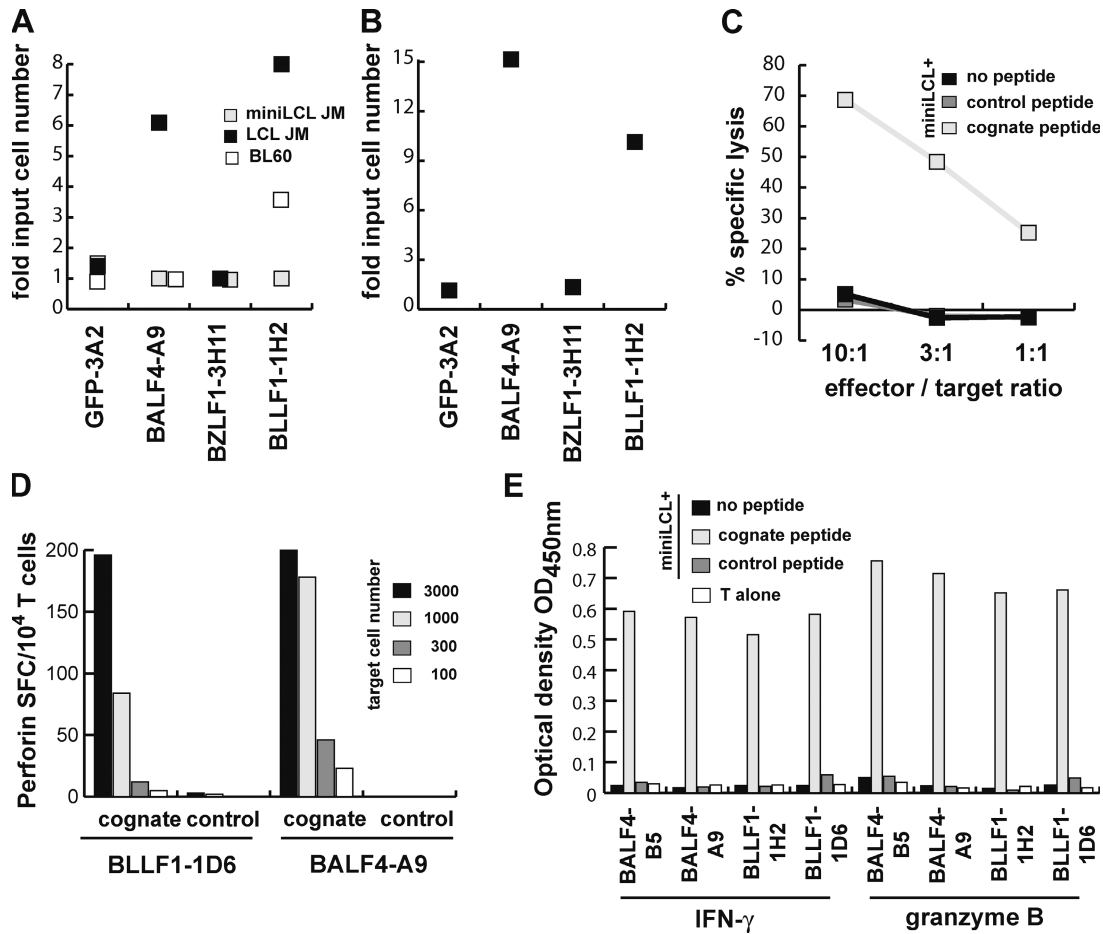 A
fold input cell number
8
7
6
5
4
3
2
1
0
miniLCL JM
LCL JM
BL60
GFP-3A2
BALF4-A9
BZLF1-3H11
BLLF1-1H2
B
fold input cell number
15
12
9
6
3
0
GFP-3A2
BALF4-A9
BZLF1-3H11
BLLF1-1H2
C
% specific lysis
80
70
60
50
40
30
20
10
0
-10
miniLCL+
no peptide
control peptide
cognate peptide
10:1 3:1 1:1
effector / target ratio
D
Perforin SFC/10⁴ T cells
200
150
100
50
0
target cell number
3000
1000
300
100
cognate control
cognate control
BLLF1-1D6
BALF4-A9
E
Optical density OD450nm
0.8
0.7
0.6
0.5
0.4
0.3
0.2
0.1
0
miniLCL+
no peptide
cognate peptide
control peptide
T alone
BALF4-
B5
BALF4-
A9
BLLF1-
1H2
BLLF1-
1D6
BALF4-
B5
BALF4-
A9
BLLF1-
1H2
BLLF1-
1D6
IFN-γ
granzyme B